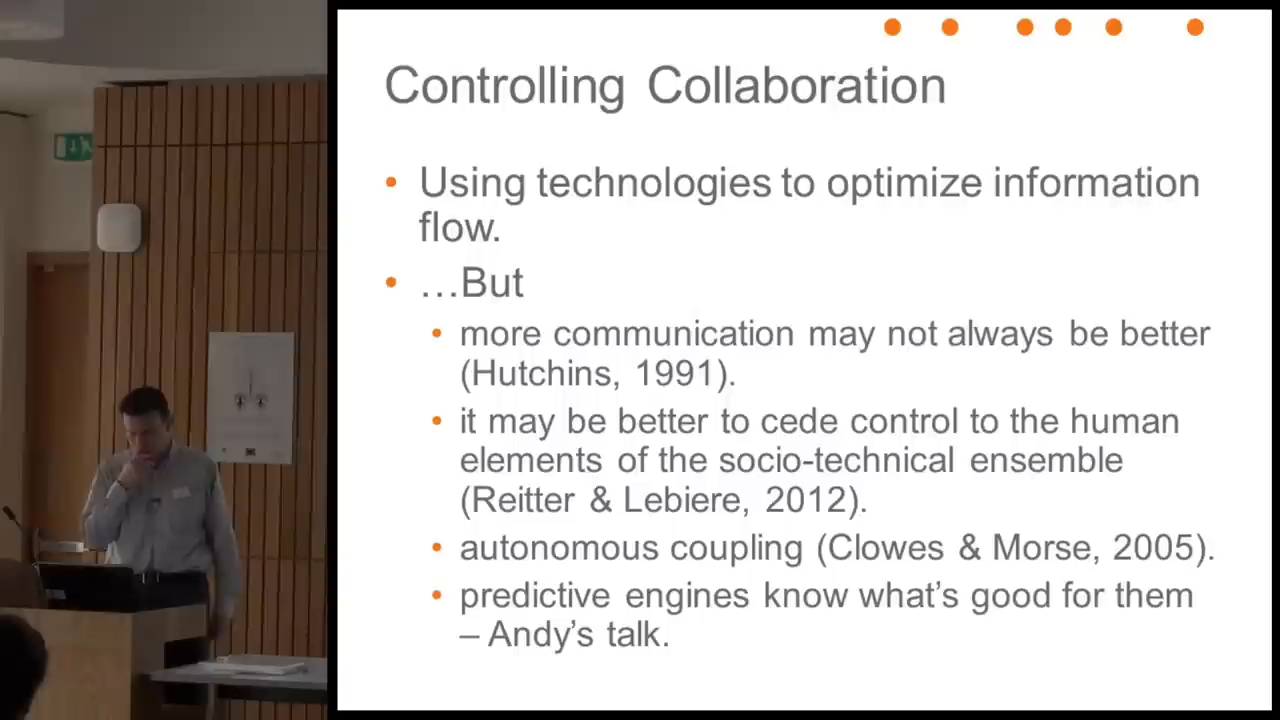 Controlling Collaboration
• Using technologies to optimize information
flow.
• …But
• more communication may not always be better
(Hutchins, 1991).
• it may be better to cede control to the human
elements of the socio-technical ensemble
(Reitter & Lebiere, 2012).
• autonomous coupling (Clowes & Morse, 2005).
• predictive engines know what's good for them
– Andy's talk.